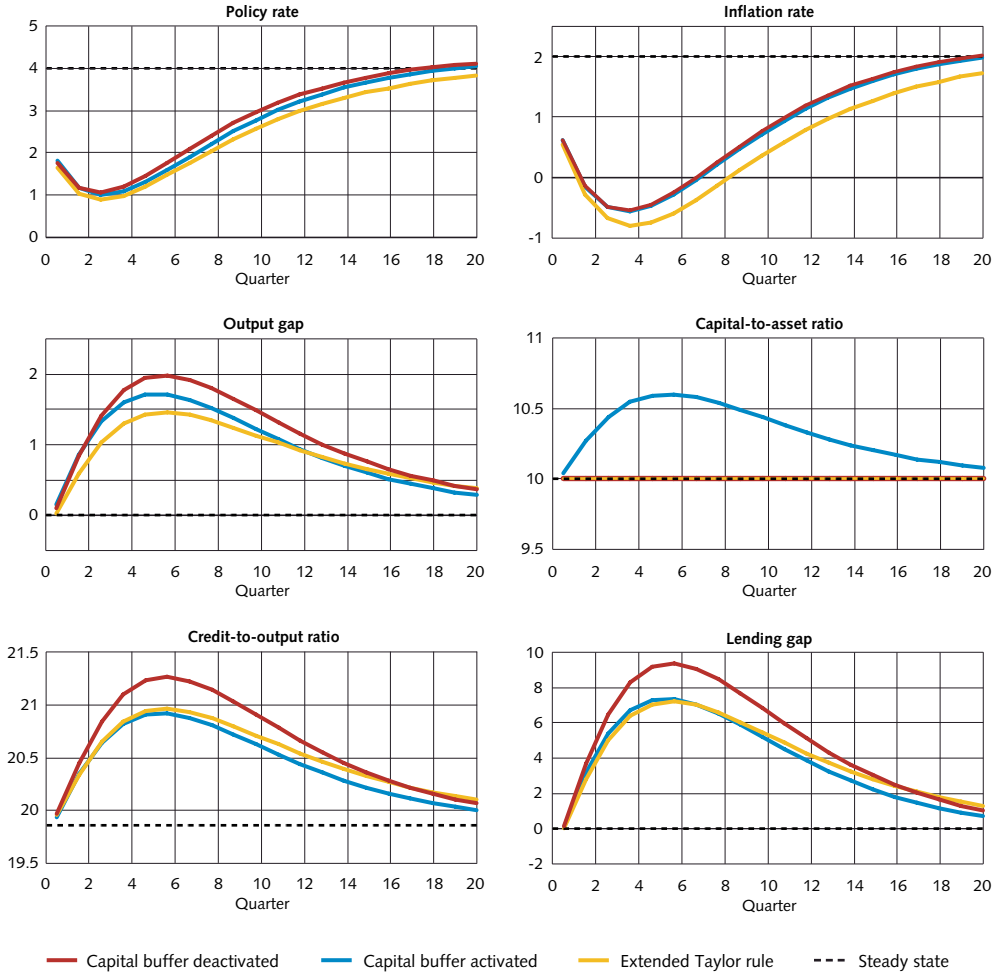 Policy rate
5
4
3
2
1
0
0 2 4 6 8 10 12 14 16 18 20
Quarter
Inflation rate
2
1
0
-1
0 2 4 6 8 10 12 14 16 18 20
Quarter
Output gap
2
1
0
0 2 4 6 8 10 12 14 16 18 20
Quarter
Capital-to-asset ratio
11
10.5
10
9.5
0 2 4 6 8 10 12 14 16 18 20
Quarter
Credit-to-output ratio
21.5
21
20.5
20
19.5
0 2 4 6 8 10 12 14 16 18 20
Quarter
Lending gap
10
8
6
4
2
0
-2
0 2 4 6 8 10 12 14 16 18 20
Quarter
Capital buffer deactivated Capital buffer activated Extended Taylor rule Steady state